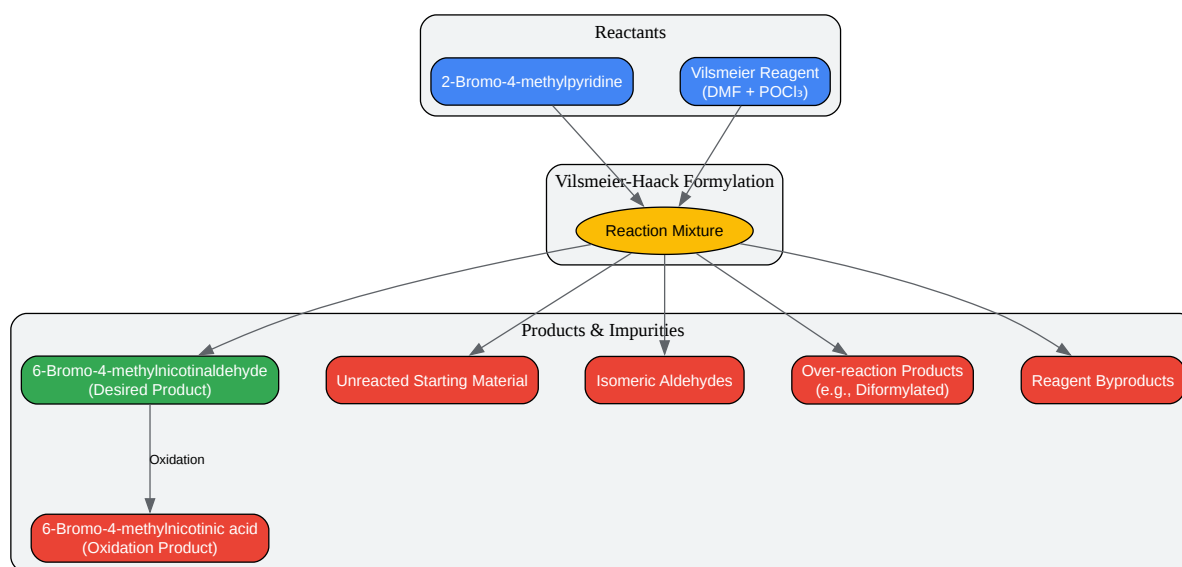 Reactants
2-Bromo-4-methylpyridine
Vilsmeier Reagent
(DMF + POCl₃)
Vilsmeier-Haack Formylation
Reaction Mixture
Products & Impurities
6-Bromo-4-methylnicotinaldehyde
(Desired Product)
Unreacted Starting Material
Isomeric Aldehydes
Over-reaction Products
(e.g., Diformylated)
Reagent Byproducts
Oxidation
6-Bromo-4-methylnicotinic acid
(Oxidation Product)